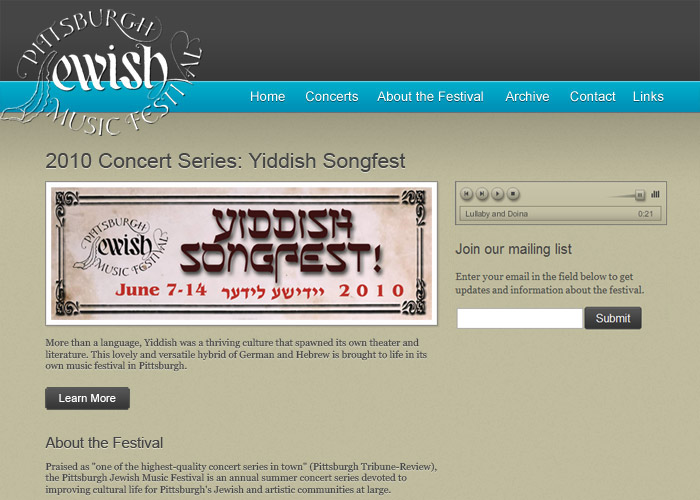 PITTSBURGH
Jewish
MUSIC FESTIVAL
Home Concerts About the Festival Archive Contact Links
2010 Concert Series: Yiddish Songfest
PITTSBURGH
Jewish
MUSIC FESTIVAL
YIDDISH
SONGFEST!
June 7-14 יידישע לידער 2010
Lullaby and Doina 0:21
Join our mailing list
Enter your email in the field below to get
updates and information about the festival.
Submit
More than a language, Yiddish was a thriving culture that spawned its own theater and
literature. This lovely and versatile hybrid of German and Hebrew is brought to life in its
own music festival in Pittsburgh.
Learn More
About the Festival
Praised as "one of the highest-quality concert series in town" (Pittsburgh Tribune-Review),
the Pittsburgh Jewish Music Festival is an annual summer concert series devoted to
improving cultural life for Pittsburgh's Jewish and artistic communities at large.